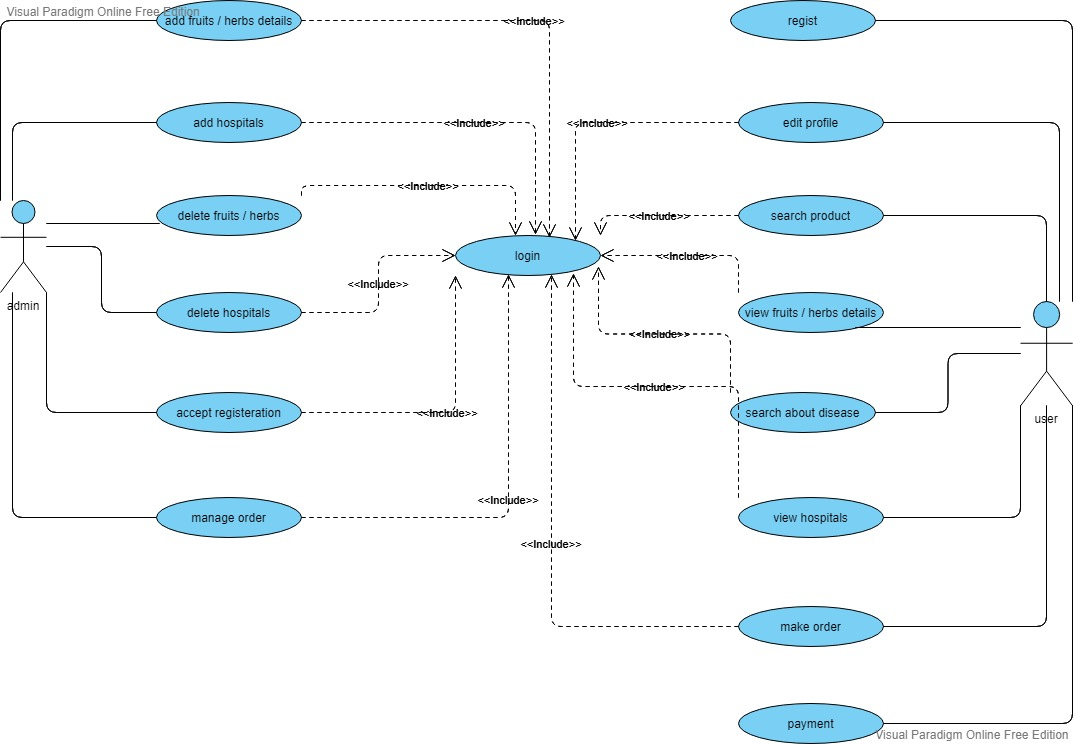 Visual Paradigm Online Free Edition
add fruits / herbs details
<<Include>>
regist
add hospitals
<<Include>>
<<Include>>
edit profile
delete fruits / herbs
<<Include>>
<<Include>>
search product
login
<<Include>>
admin
delete hospitals
<<Include>>
view fruits / herbs details
<<Include>>
<<Include>>
accept registeration
<<Include>>
search about disease
user
manage order
<<Include>>
view hospitals
<<Include>>
make order
payment
Visual Paradigm Online Free Edition